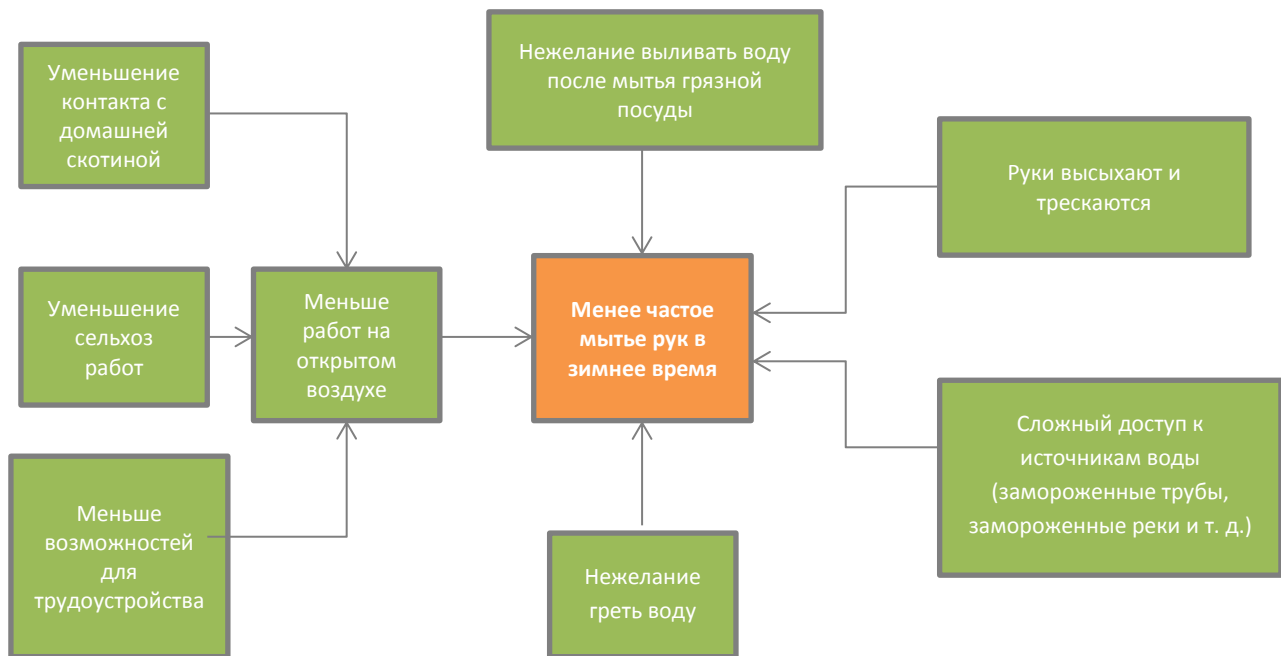 Уменьшение
контакта с
домашней
скотиной
Нежелание выливать воду
после мытья грязной
посуды
Руки высыхают и
трескаются
Уменьшение
сельхоз
работ
Меньше
работ на
открытом
воздухе
Менее частое
мытье рук в
зимнее время
Сложный доступ к
источникам воды
(замороженные трубы,
замороженные реки и т. д.)
Меньше
возможностей
для
трудоустройства
Нежелание
греть воду